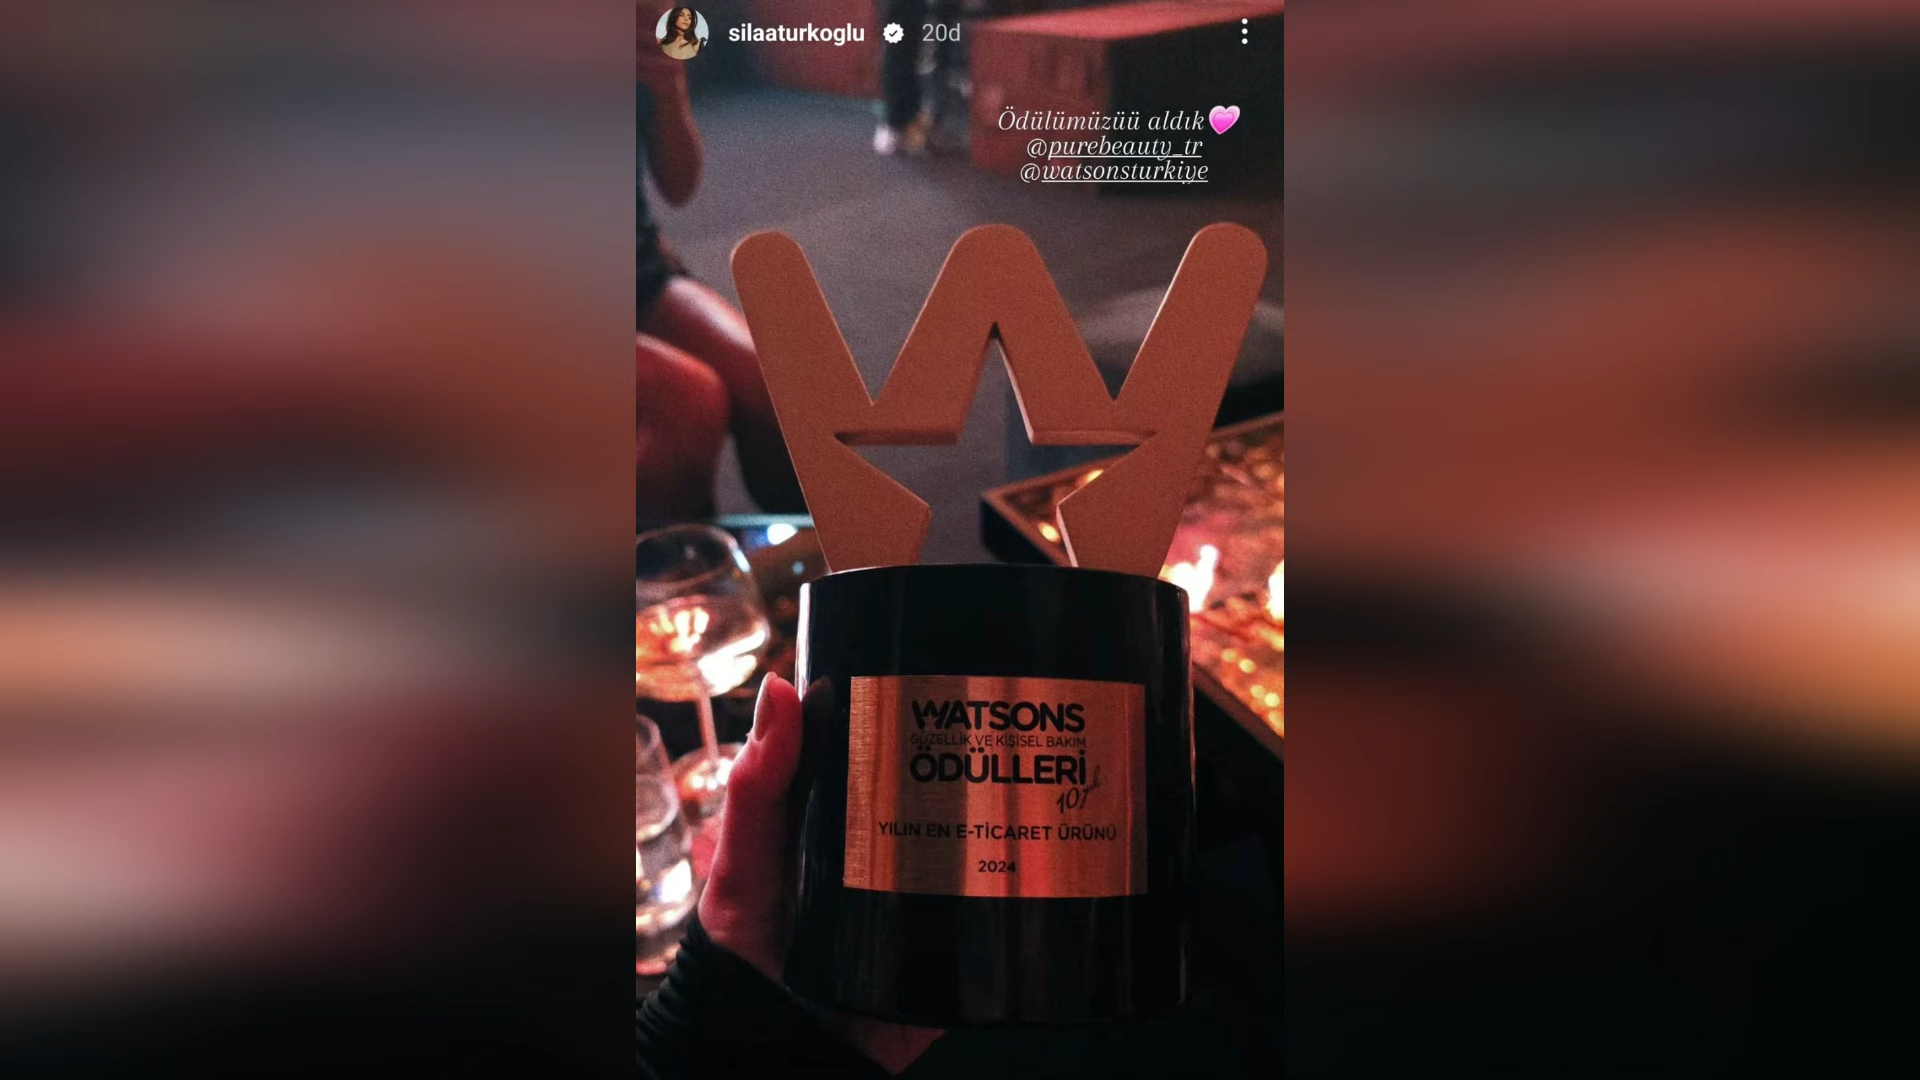 silaaturkoglu 20d
Ödülümüzüü aldık💗
@purebeauty_tr
@watsonsturkiye
WATSONS
GÜZELLİK VE KİŞİSEL BAKIM
ÖDÜLLERİ
10.yıl
YILIN EN E-TİCARET ÜRÜNÜ
2024